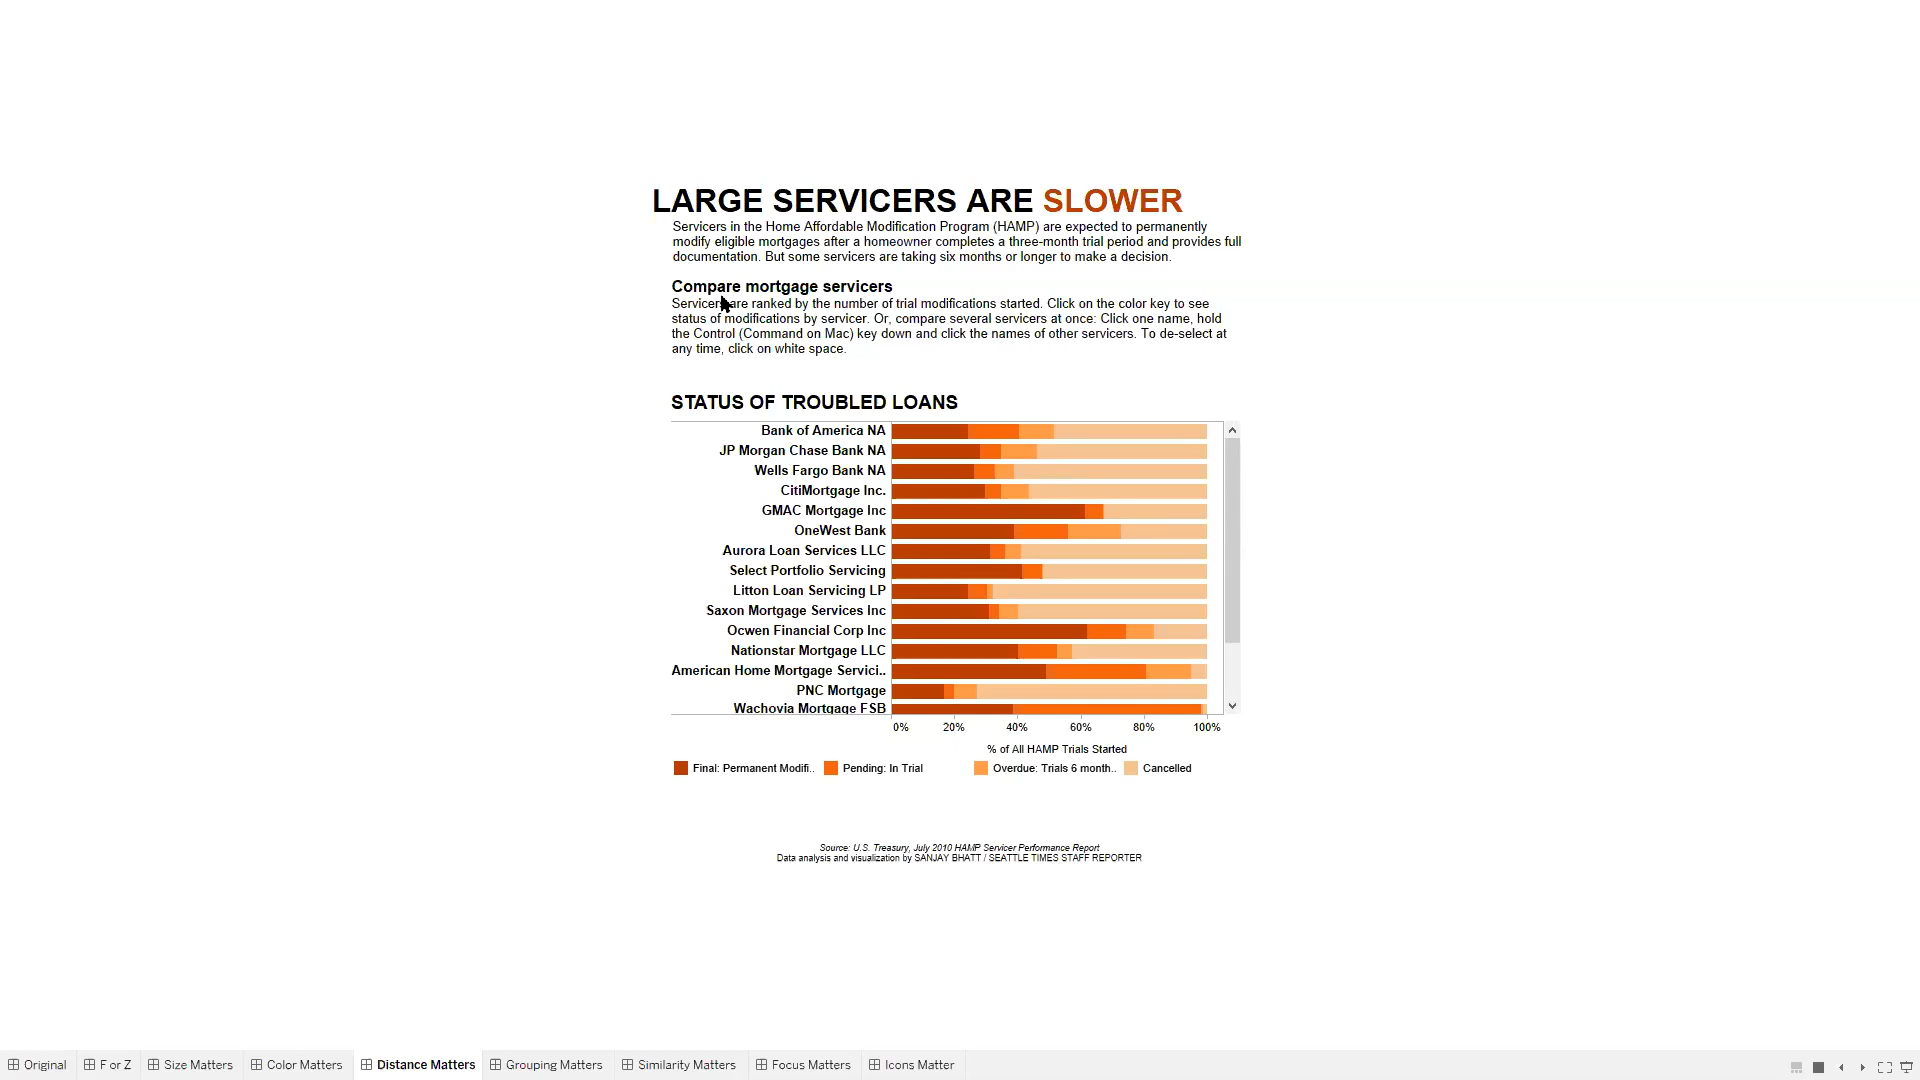 LARGE SERVICERS ARE SLOWER
Servicers in the Home Affordable Modification Program (HAMP) are expected to permanently
modify eligible mortgages after a homeowner completes a three-month trial period and provides full
documentation. But some servicers are taking six months or longer to make a decision.
Compare mortgage servicers
Servicers are ranked by the number of trial modifications started. Click on the color key to see
status of modifications by servicer. Or, compare several servicers at once: Click one name, hold
the Control (Command on Mac) key down and click the names of other servicers. To de-select at
any time, click on white space.
STATUS OF TROUBLED LOANS
Bank of America NA
JP Morgan Chase Bank NA
Wells Fargo Bank NA
CitiMortgage Inc.
GMAC Mortgage Inc
OneWest Bank
Aurora Loan Services LLC
Select Portfolio Servicing
Litton Loan Servicing LP
Saxon Mortgage Services Inc
Ocwen Financial Corp Inc
Nationstar Mortgage LLC
American Home Mortgage Servici..
PNC Mortgage
Wachovia Mortgage FSB
0% 20% 40% 60% 80% 100%
% of All HAMP Trials Started
Final: Permanent Modifi.. Pending: In Trial Overdue: Trials 6 month.. Cancelled
Source: U.S. Treasury, July 2010 HAMP Servicer Performance Report
Data analysis and visualization by SANJAY BHATT / SEATTLE TIMES STAFF REPORTER
Original F or Z Size Matters Color Matters Distance Matters Grouping Matters Similarity Matters Focus Matters Icons Matter